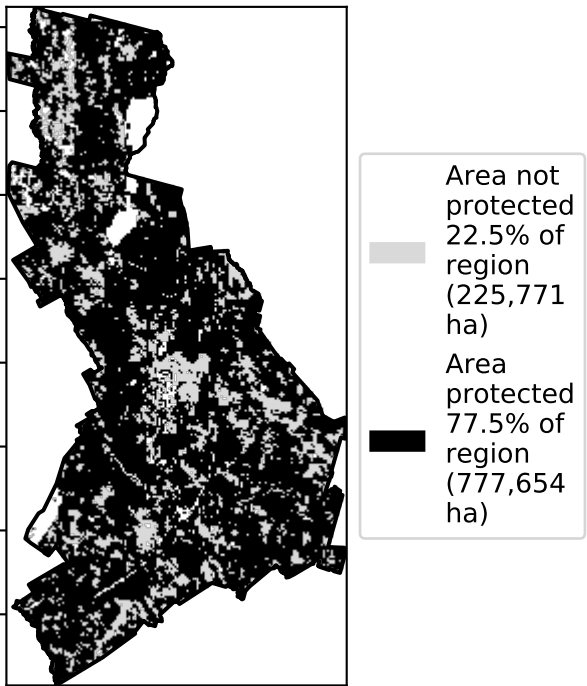 Area not
protected
22.5% of
region
(225,771
ha)
Area
protected
77.5% of
region
(777,654
ha)